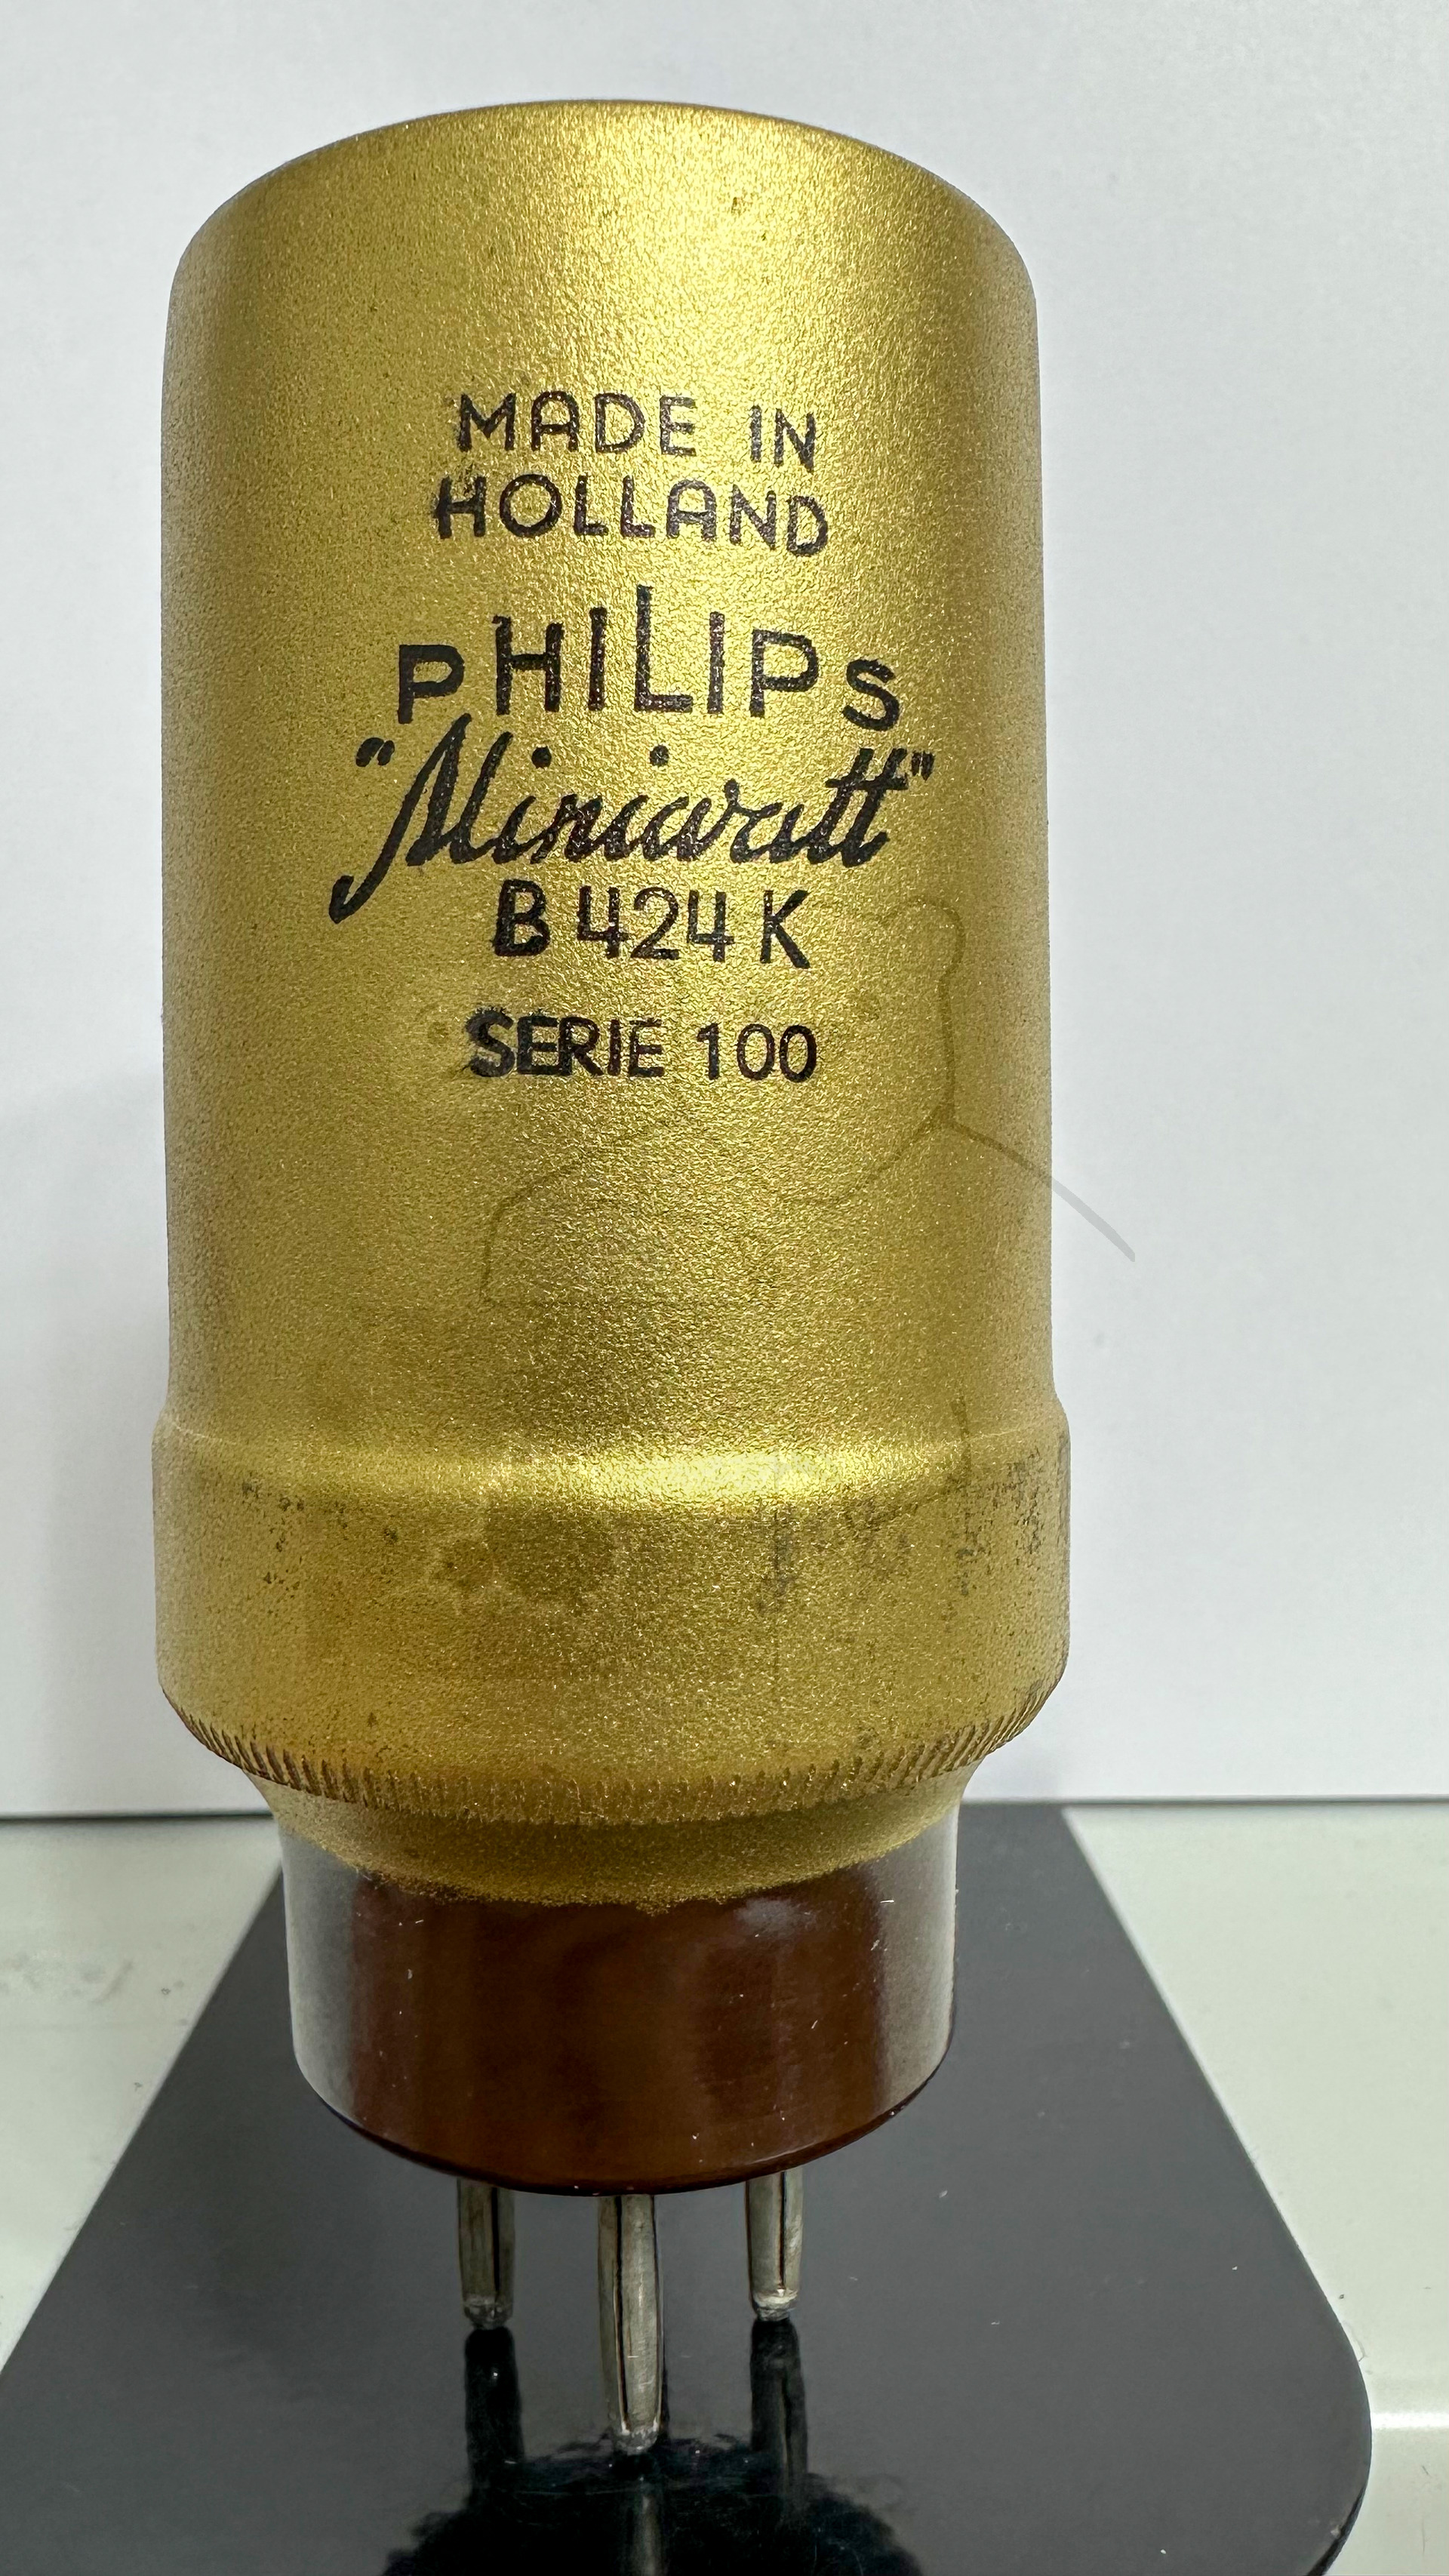 MADE IN
HOLLAND
PHILIPS
"Miniwatt"
B 424 K
SERIE 100